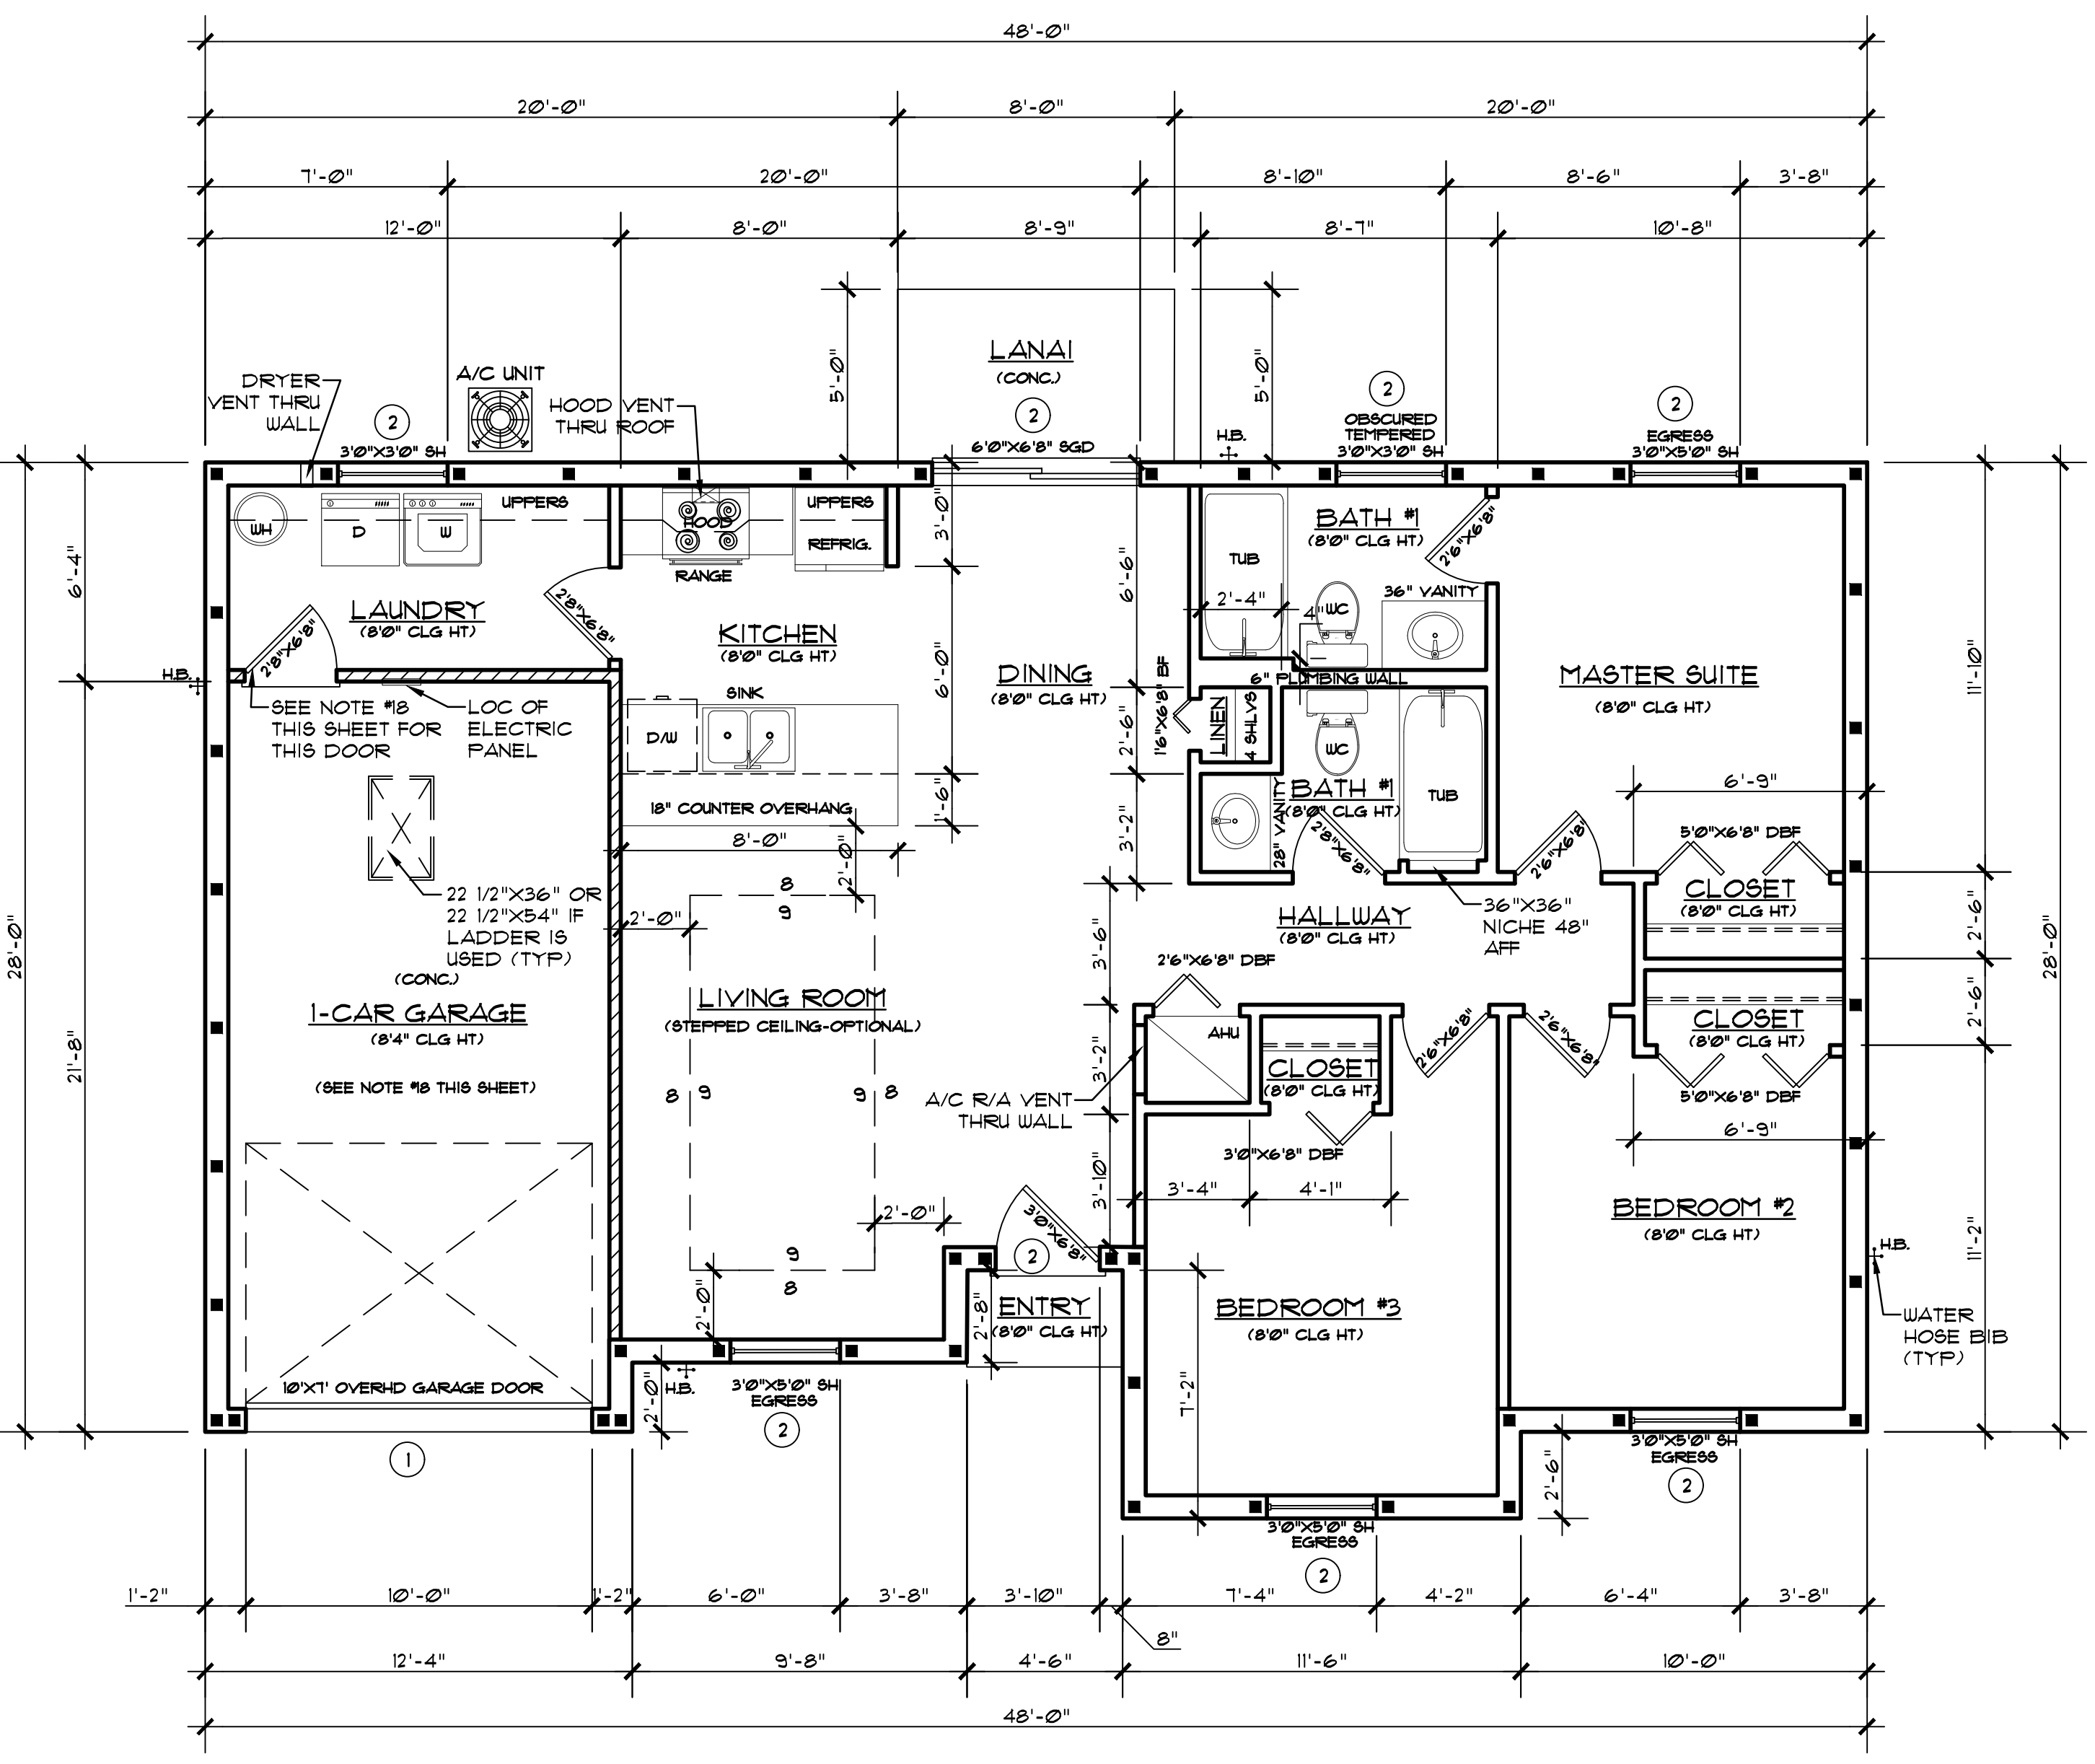 48'-0"
20'-0" 8'-0" 20'-0"
7'-0" 20'-0" 8'-10" 8'-6" 3'-8"
12'-0" 8'-0" 8'-9" 8'-7" 10'-8"
5'-0"
LANAI
(CONC.)
2
6'0"X6'8" SGD
5'-0"
DRYER
VENT THRU
WALL
2
3'0"X3'0" SH
A/C UNIT
HOOD VENT
THRU ROOF
H.B.
2
OBSCURED
TEMPERED
3'0"X3'0" SH
2
EGRESS
3'0"X5'0" SH
WH
D
W
UPPERS
HOOD
RANGE
UPPERS
REFRIG.
3'-0"
6'-4"
LAUNDRY
(8'0" CLG HT)
2'8"X6'8"
2'8"X6'8"
KITCHEN
(8'0" CLG HT)
6'-0"
DINING
(8'0" CLG HT)
6'-6"
TUB
BATH #1
(8'0" CLG HT)
2'6"X6'8"
2'-4"
4"
WC
36" VANITY
6" PLUMBING WALL
MASTER SUITE
(8'0" CLG HT)
11'-10"
H.B.
SEE NOTE #18
THIS SHEET FOR
THIS DOOR
LOC OF
ELECTRIC
PANEL
SINK
D/W
18" COUNTER OVERHANG
1'-6"
8'-0"
2'-0"
1'6"X6'8" BF
2'-6"
LINEN
4 SHLVS
WC
BATH #1
(8'0" CLG HT)
28" VANITY
TUB
3'-2"
2'8"X6'8"
2'6"X6'8"
6'-9"
5'0"X6'8" DBF
CLOSET
(8'0" CLG HT)
2'-6"
22 1/2"X36" OR
22 1/2"X54" IF
LADDER IS
USED (TYP)
2'-0"
8
9
HALLWAY
(8'0" CLG HT)
3'-6"
36"X36"
NICHE 48"
AFF
28'-0"
28'-0"
(CONC.)
1-CAR GARAGE
(8'4" CLG HT)
(SEE NOTE #18 THIS SHEET)
21'-8"
LIVING ROOM
(STEPPED CEILING-OPTIONAL)
8 9
9 8
2'6"X6'8" DBF
AHU
3'-2"
CLOSET
(8'0" CLG HT)
2'6"X6'8"
2'6"X6'8"
CLOSET
(8'0" CLG HT)
2'-6"
5'0"X6'8" DBF
6'-9"
A/C R/A VENT
THRU WALL
3'0"X6'8" DBF
3'-10"
3'-4" 4'-1"
2'-0"
3'0"X6'8"
2
9
8
2'-0"
2'-8"
ENTRY
(8'0" CLG HT)
BEDROOM #2
(8'0" CLG HT)
11'-2"
H.B.
WATER
HOSE BIB
(TYP)
BEDROOM #3
(8'0" CLG HT)
7'-2"
10'X7' OVERHD GARAGE DOOR
2'-0"
H.B.
3'0"X5'0" SH
EGRESS
2
1
3'0"X5'0" SH
EGRESS
2
2'-6"
3'0"X5'0" SH
EGRESS
2
1'-2" 10'-0" 1'-2" 6'-0" 3'-8" 3'-10" 7'-4" 4'-2" 6'-4" 3'-8"
8"
12'-4" 9'-8" 4'-6" 11'-6" 10'-0"
48'-0"